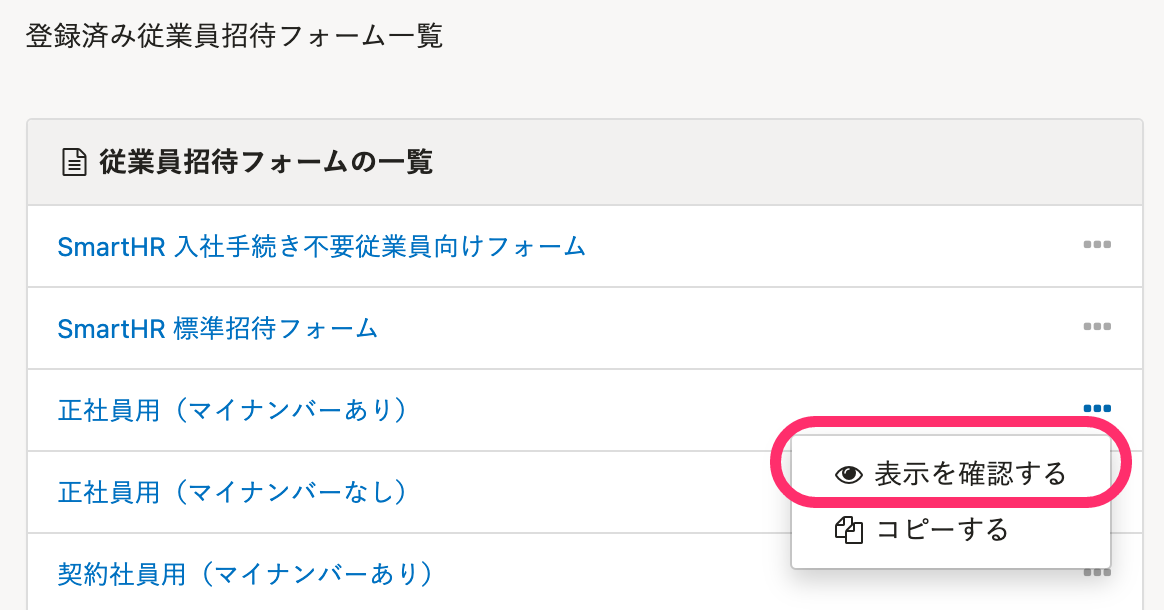 登録済み従業員招待フォーム一覧
従業員招待フォームの一覧
SmartHR 入社手続き不要従業員向けフォーム
SmartHR 標準招待フォーム
正社員用（マイナンバーあり）
表示を確認する
正社員用（マイナンバーなし）
コピーする
契約社員用（マイナンバーあり）